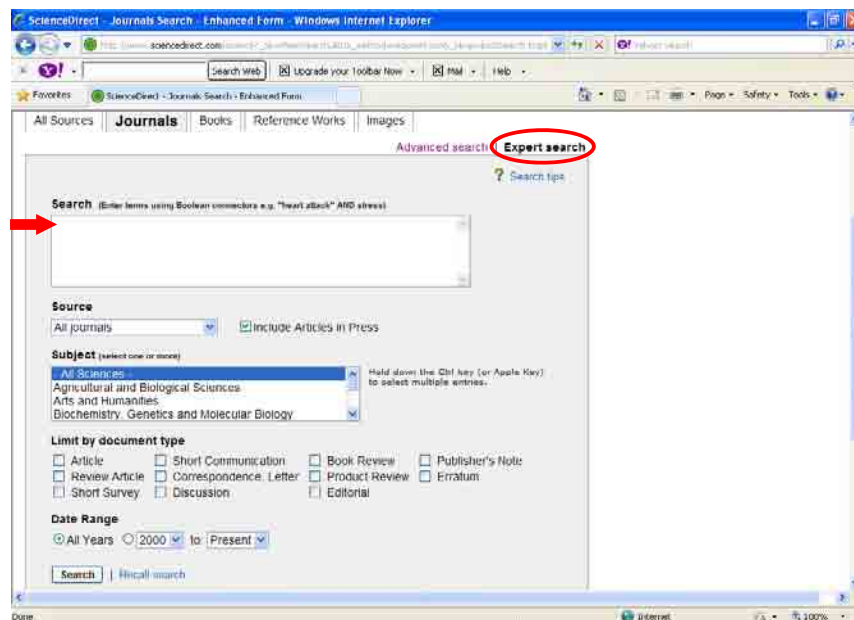 ScienceDirect - Journals Search - Enhanced Form - Windows Internet Explorer
Search Web Upgrade your Toolbar Now Mail Help
Favorites ScienceDirect - Journals Search - Enhanced Form Page Safety Tools
All Sources Journals Books Reference Works Images
Advanced search Expert search
? Search tips
Search (Enter terms using Boolean connectors e.g. "heart attack" AND stress)
Source
All journals Include Articles in Press
Subject (select one or more)
- All Sciences - Hold down the Ctrl key (or Apple Key)
Agricultural and Biological Sciences to select multiple entries.
Arts and Humanities
Biochemistry, Genetics and Molecular Biology
Limit by document type
Article Short Communication Book Review Publisher's Note
Review Article Correspondence, Letter Product Review Erratum
Short Survey Discussion Editorial
Date Range
All Years 2000 to Present
Search | Recall search
Done Internet 100%